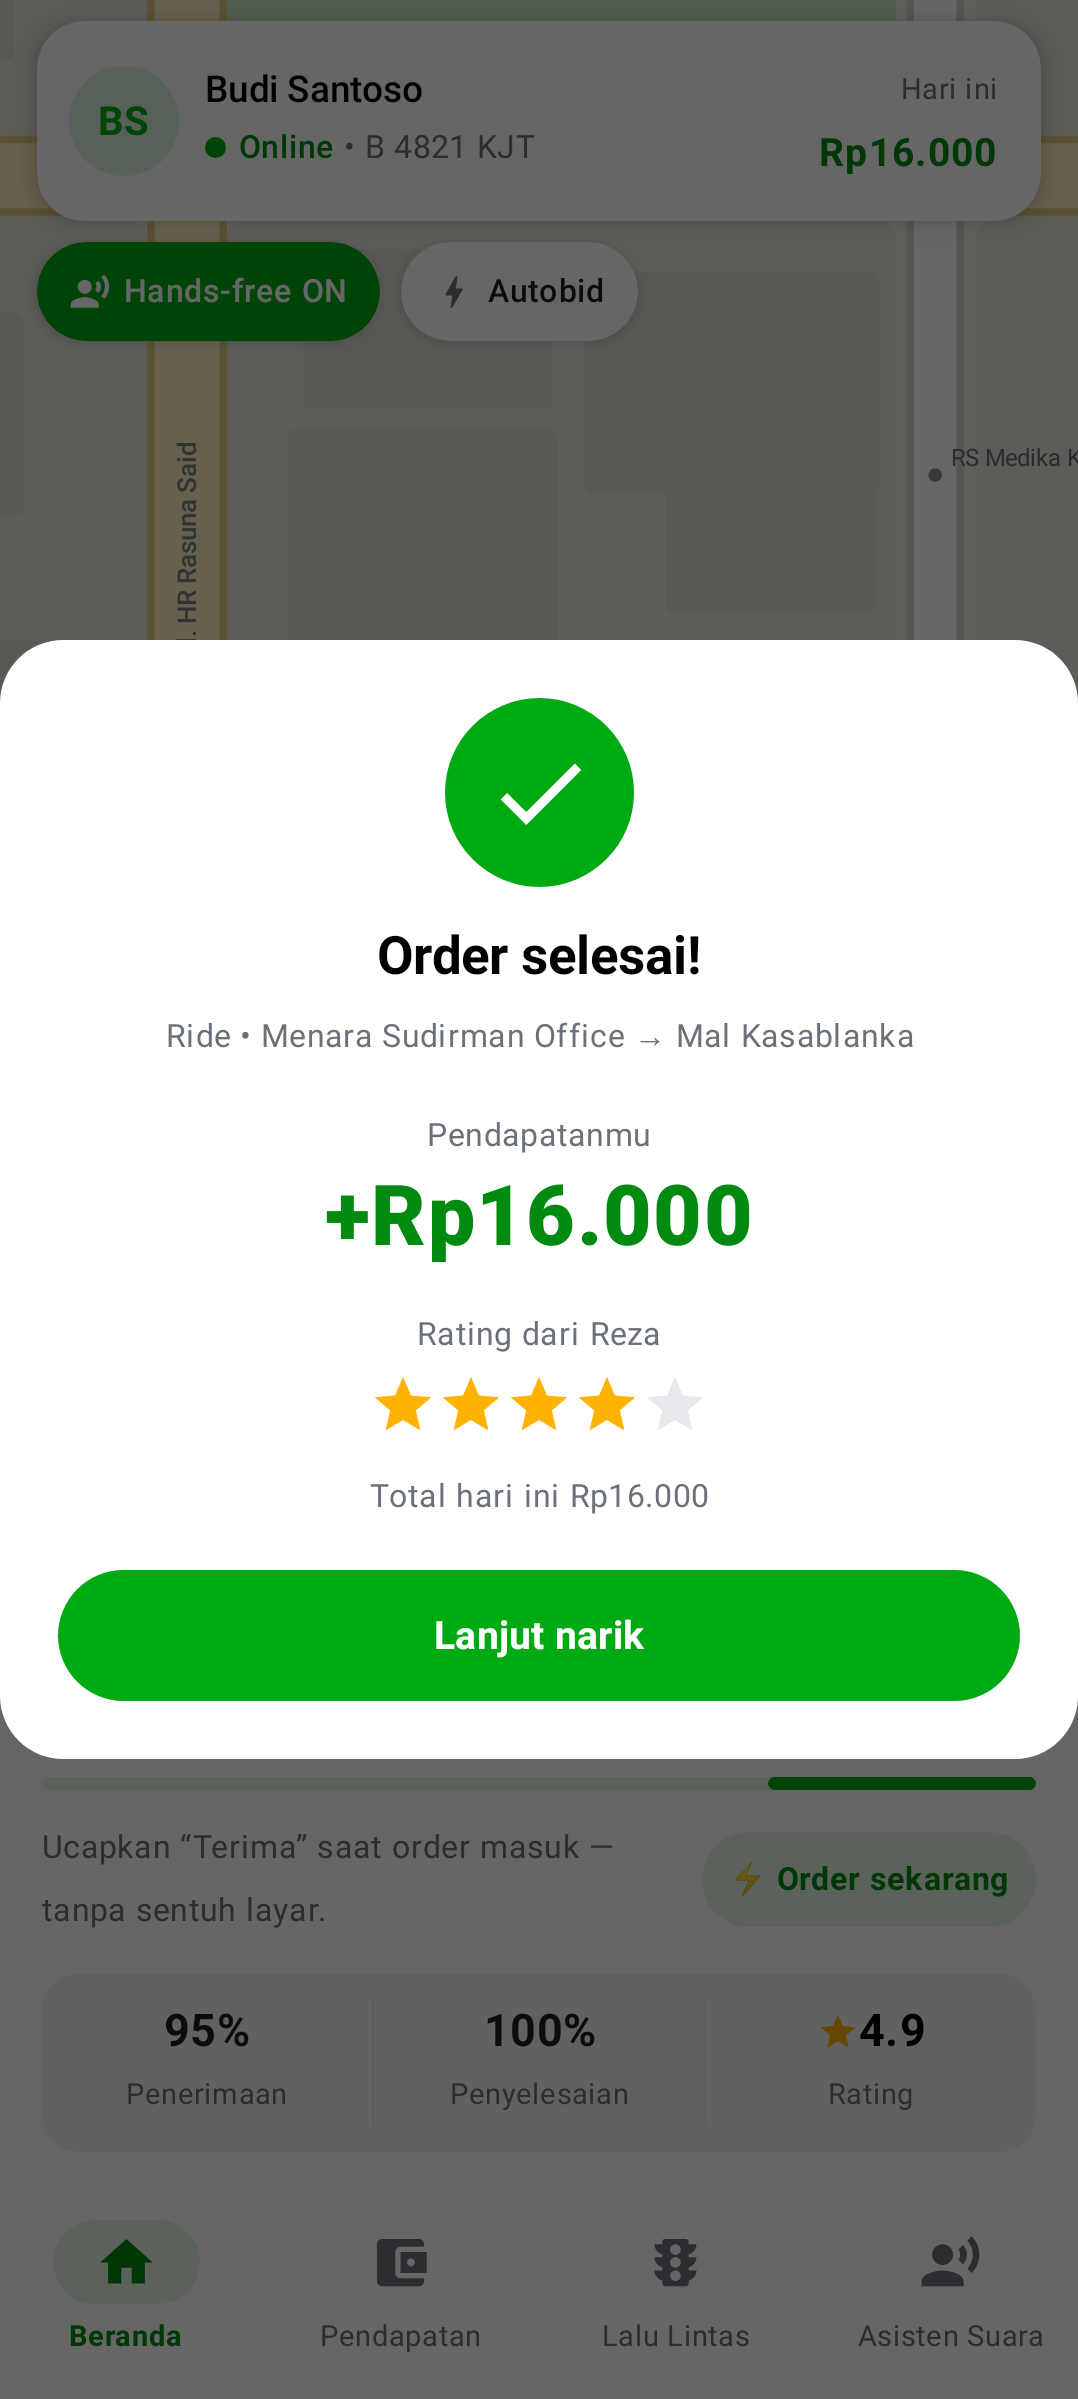 BS
Budi Santoso
Online • B 4821 KJT
Hari ini
Rp16.000
Hands-free ON
Autobid
HR Rasuna Said
RS Medika
Order selesai!
Ride • Menara Sudirman Office → Mal Kasablanka
Pendapatanmu
+Rp16.000
Rating dari Reza
Total hari ini Rp16.000
Lanjut narik
Ucapkan “Terima” saat order masuk —
tanpa sentuh layar.
⚡ Order sekarang
95%
Penerimaan
100%
Penyelesaian
★4.9
Rating
Beranda
Pendapatan
Lalu Lintas
Asisten Suara